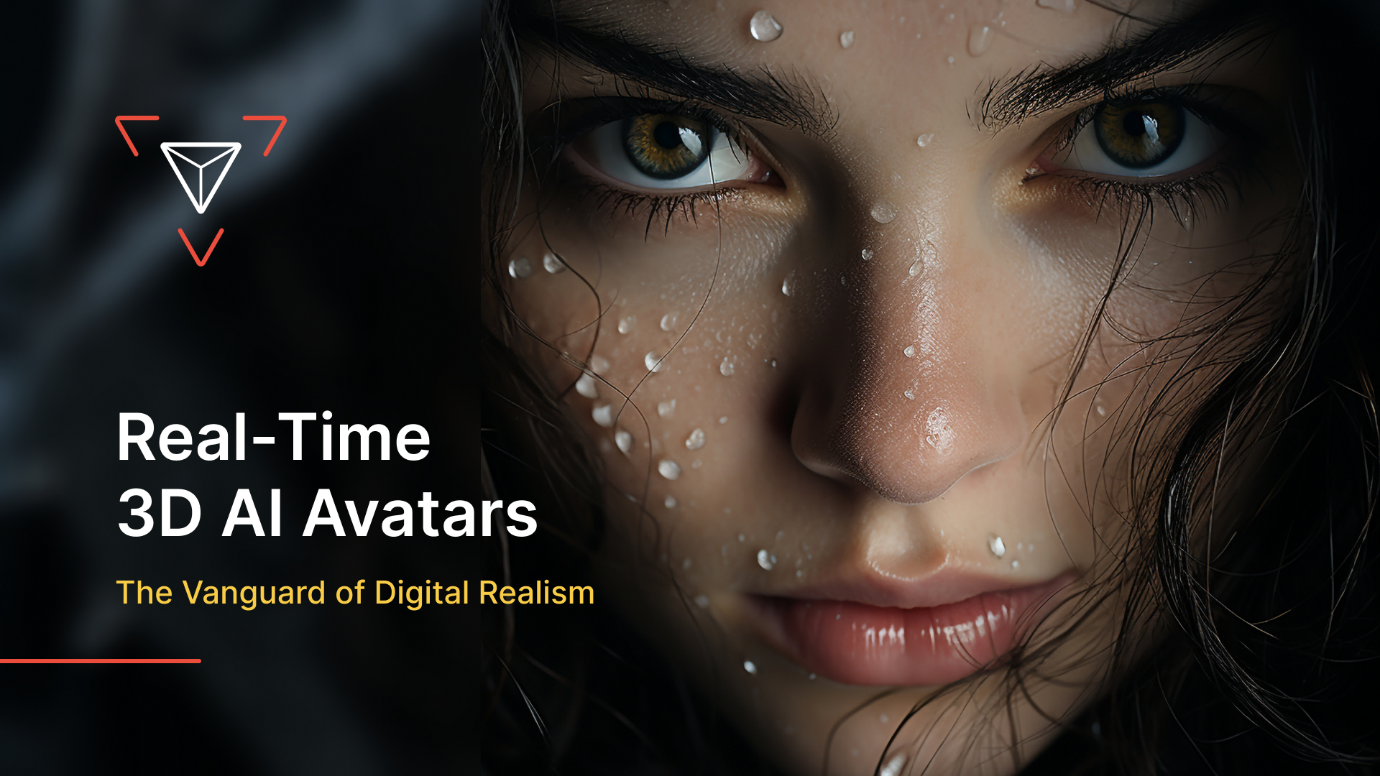 Real-Time
3D AI Avatars
The Vanguard of Digital Realism